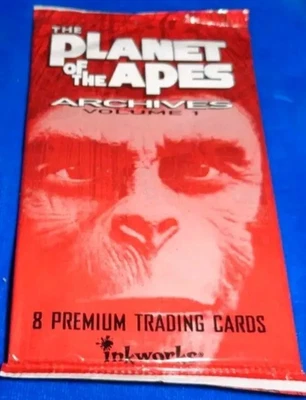 THE
PLANET
OF THE APES
ARCHIVES
VOLUME 1
8 PREMIUM TRADING CARDS
inkworks